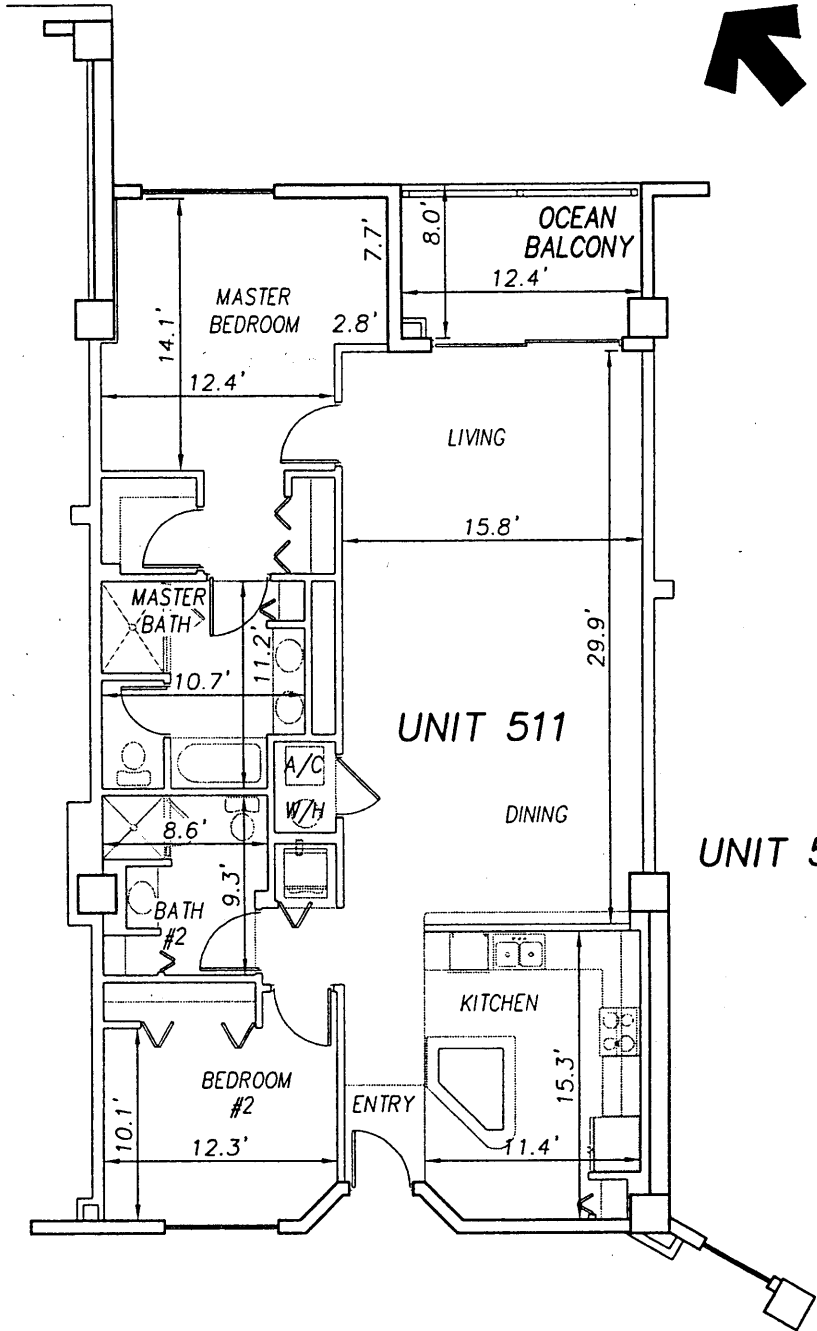 OCEAN
BALCONY
8.0'
12.4'
7.7'
MASTER
BEDROOM
2.8'
14.1'
12.4'
LIVING
15.8'
MASTER
BATH
11.2'
10.7'
29.9'
UNIT 511
A/C
W/H
DINING
8.6'
9.3'
UNIT 5
BATH
#2
KITCHEN
BEDROOM
#2
15.3'
ENTRY
10.1'
12.3'
11.4'